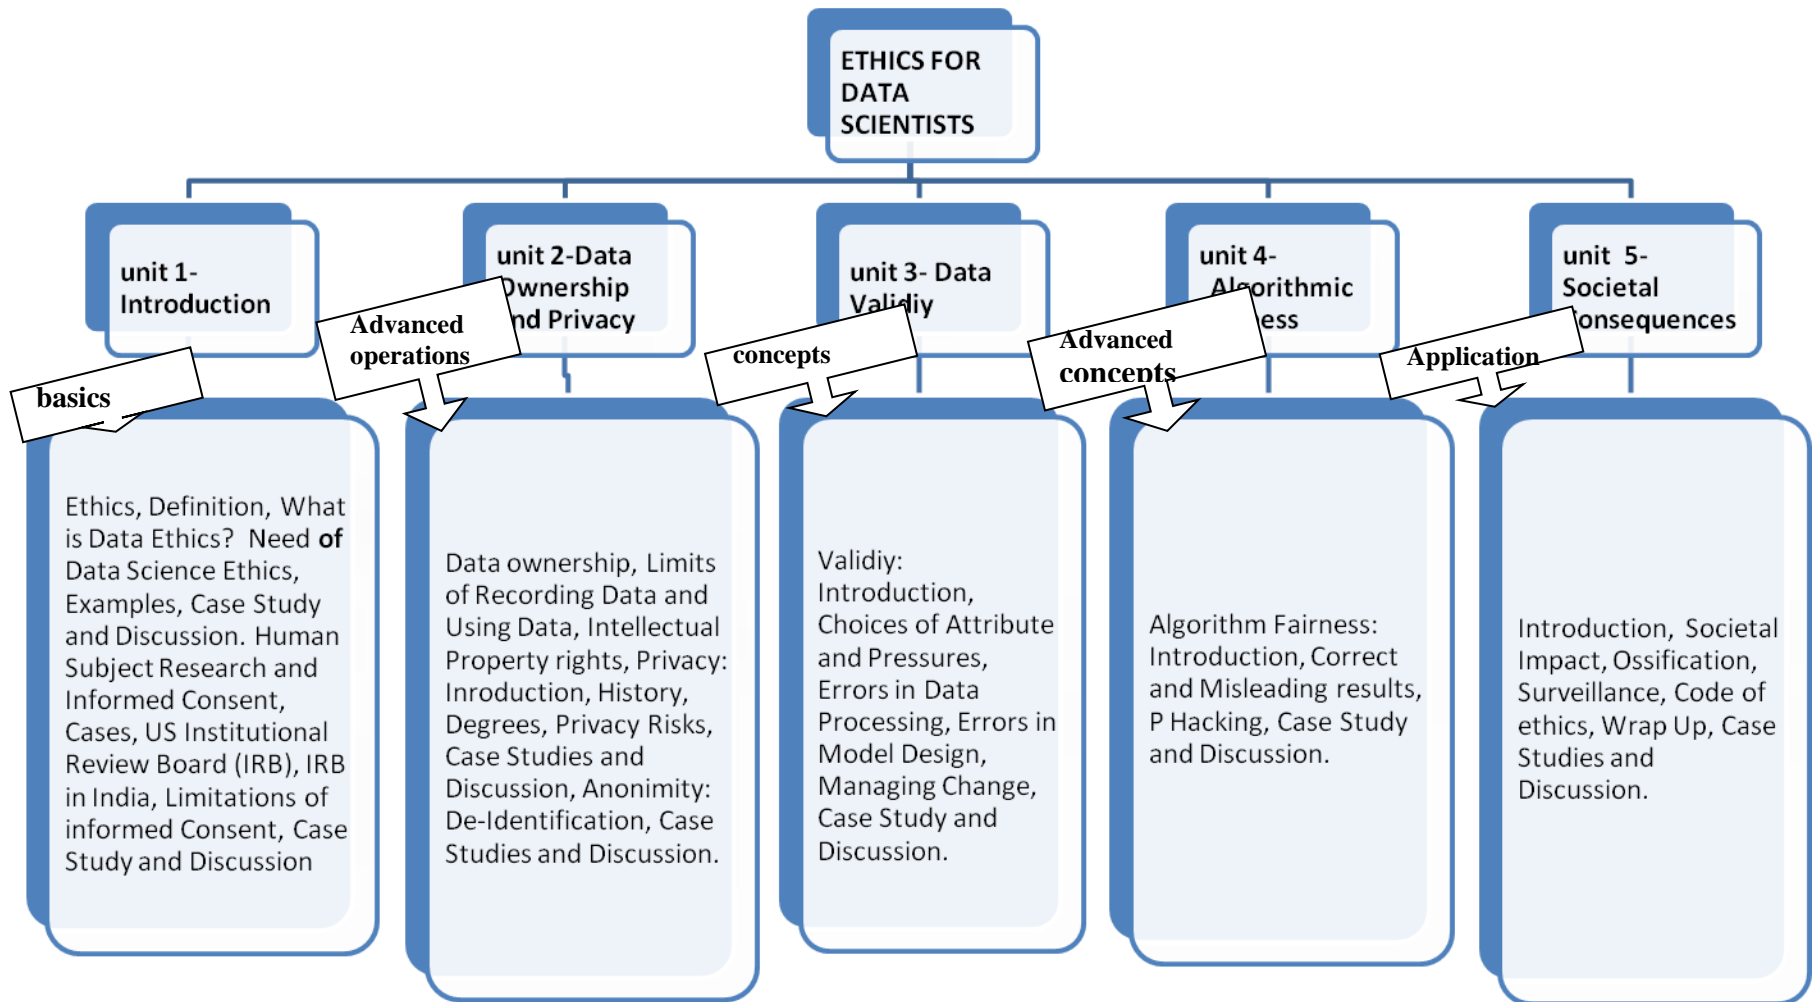 ETHICS FOR
DATA
SCIENTISTS
unit 1-
Introduction
unit 2-Data
Ownership
and Privacy
unit 3- Data
Validiy
unit 4-
Algorithmic
unit 5-
Societal
Consequences
basics
Advanced
operations
concepts
Advanced
concepts
Application
Ethics, Definition, What
is Data Ethics? Need of
Data Science Ethics,
Examples, Case Study
and Discussion. Human
Subject Research and
Informed Consent,
Cases, US Institutional
Review Board (IRB), IRB
in India, Limitations of
informed Consent, Case
Study and Discussion
Data ownership, Limits
of Recording Data and
Using Data, Intellectual
Property rights, Privacy:
Inroduction, History,
Degrees, Privacy Risks,
Case Studies and
Discussion, Anonimity:
De-Identification, Case
Studies and Discussion.
Validiy:
Introduction,
Choices of Attribute
and Pressures,
Errors in Data
Processing, Errors in
Model Design,
Managing Change,
Case Study and
Discussion.
Algorithm Fairness:
Introduction, Correct
and Misleading results,
P Hacking, Case Study
and Discussion.
Introduction, Societal
Impact, Ossification,
Surveillance, Code of
ethics, Wrap Up, Case
Studies and
Discussion.